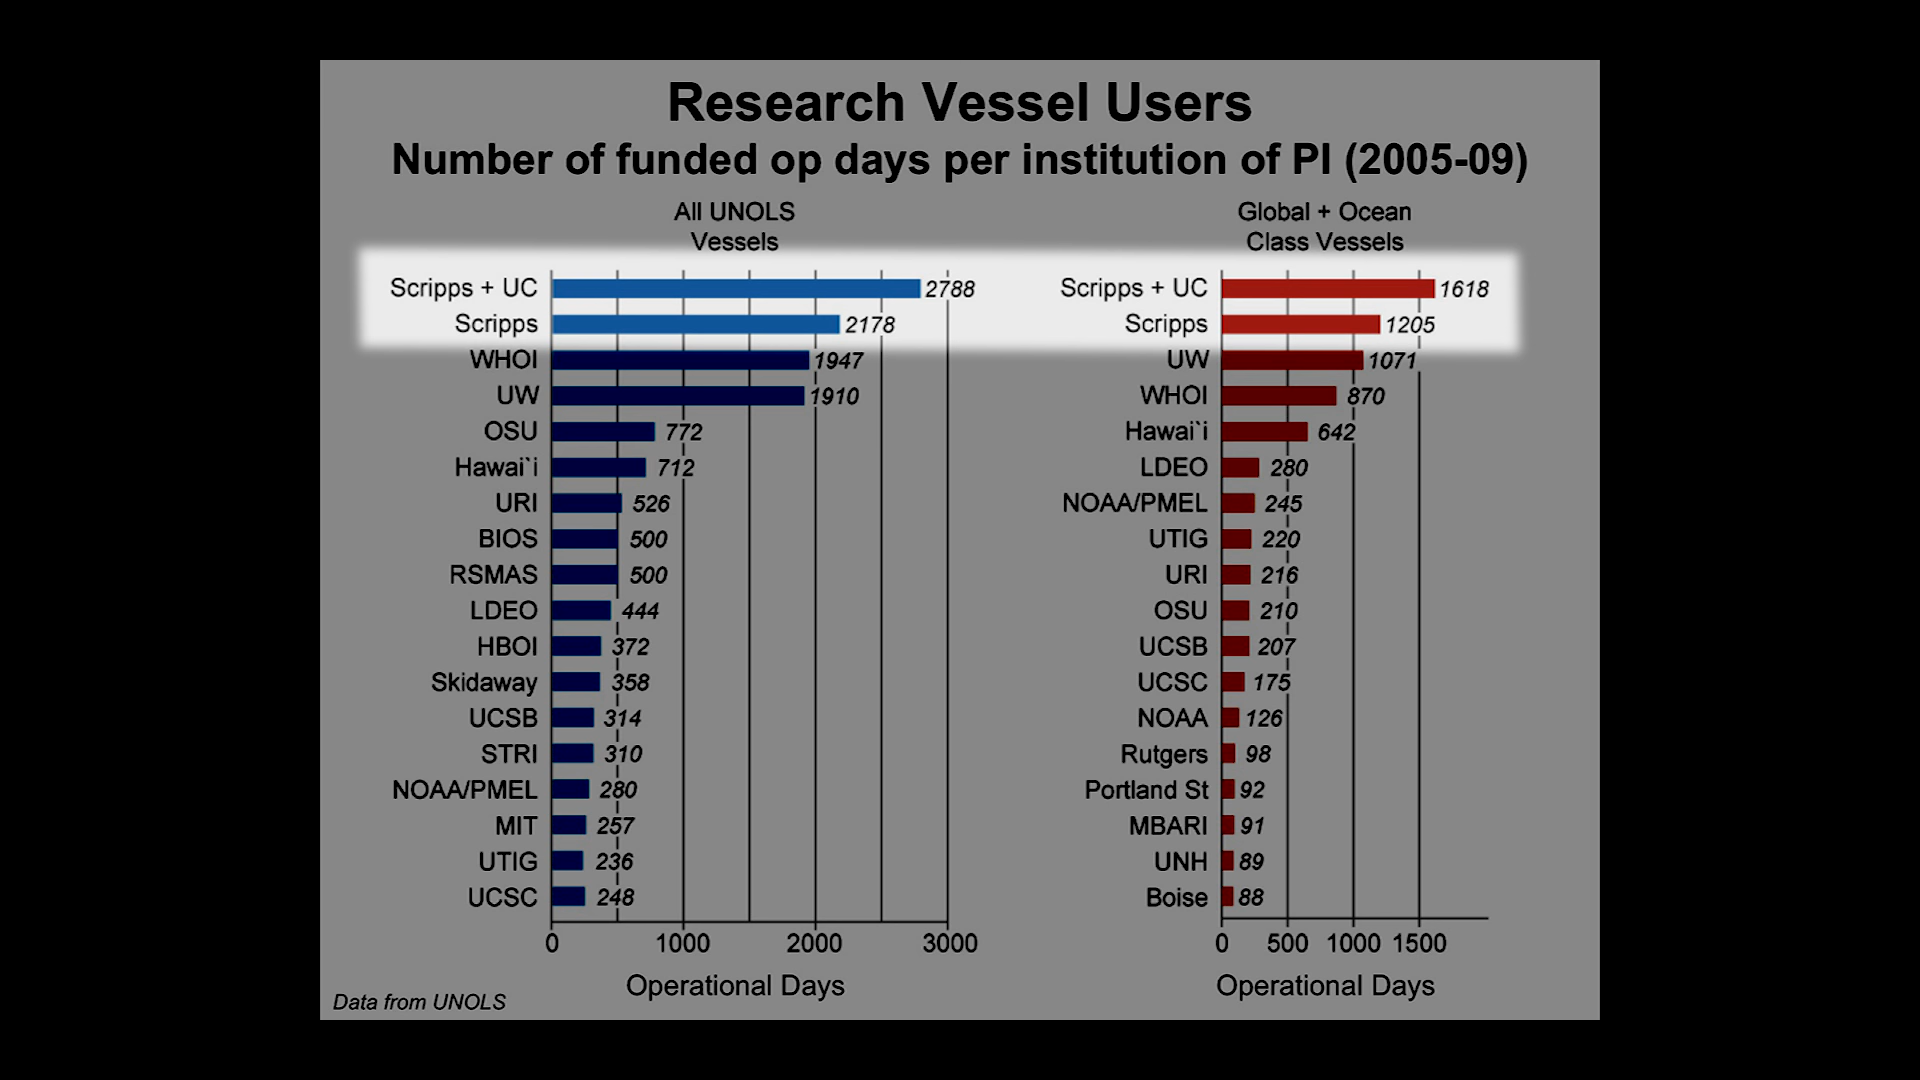 Research Vessel Users
Number of funded op days per institution of PI (2005-09)
All UNOLS
Vessels
Scripps + UC 2788
Scripps 2178
WHOI 1947
UW 1910
OSU 772
Hawai`i 712
URI 526
BIOS 500
RSMAS 500
LDEO 444
HBOI 372
Skidaway 358
UCSB 314
STRI 310
NOAA/PMEL 280
MIT 257
UTIG 236
UCSC 248
0 1000 2000 3000
Operational Days
Global + Ocean
Class Vessels
Scripps + UC 1618
Scripps 1205
UW 1071
WHOI 870
Hawai`i 642
LDEO 280
NOAA/PMEL 245
UTIG 220
URI 216
OSU 210
UCSB 207
UCSC 175
NOAA 126
Rutgers 98
Portland St 92
MBARI 91
UNH 89
Boise 88
0 500 1000 1500
Operational Days
Data from UNOLS